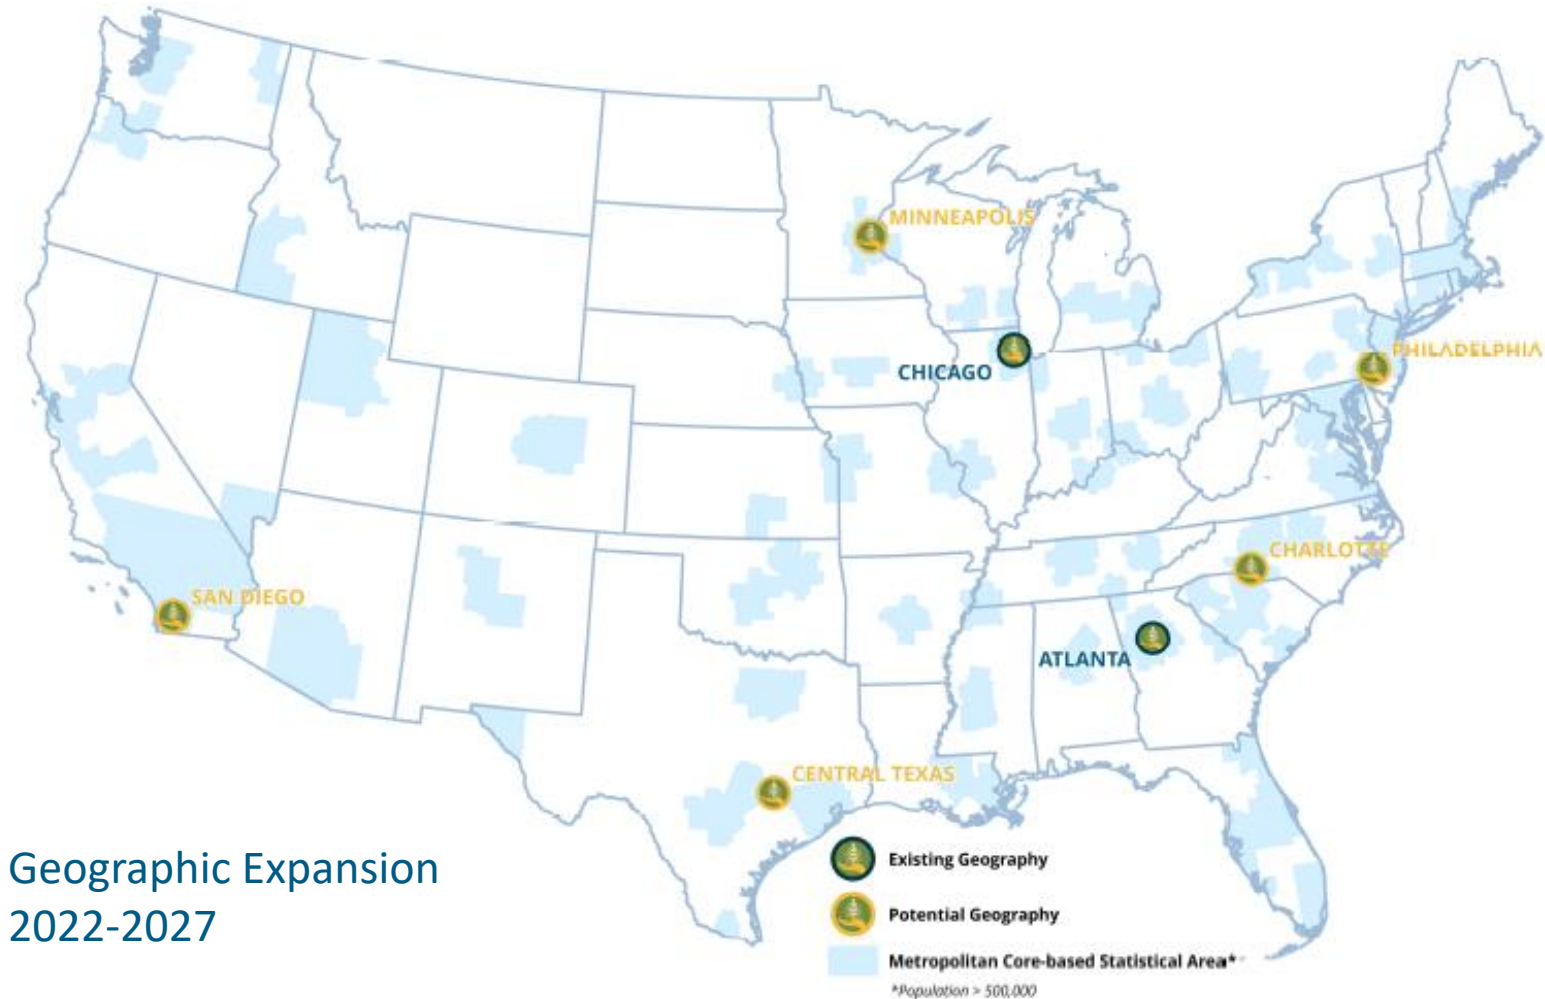 MINNEAPOLIS
PHILADELPHIA
CHICAGO
CHARLOTTE
SAN DIEGO
ATLANTA
CENTRAL TEXAS
Geographic Expansion
2022-2027
Existing Geography
Potential Geography
Metropolitan Core-based Statistical Area*
*Population > 500,000